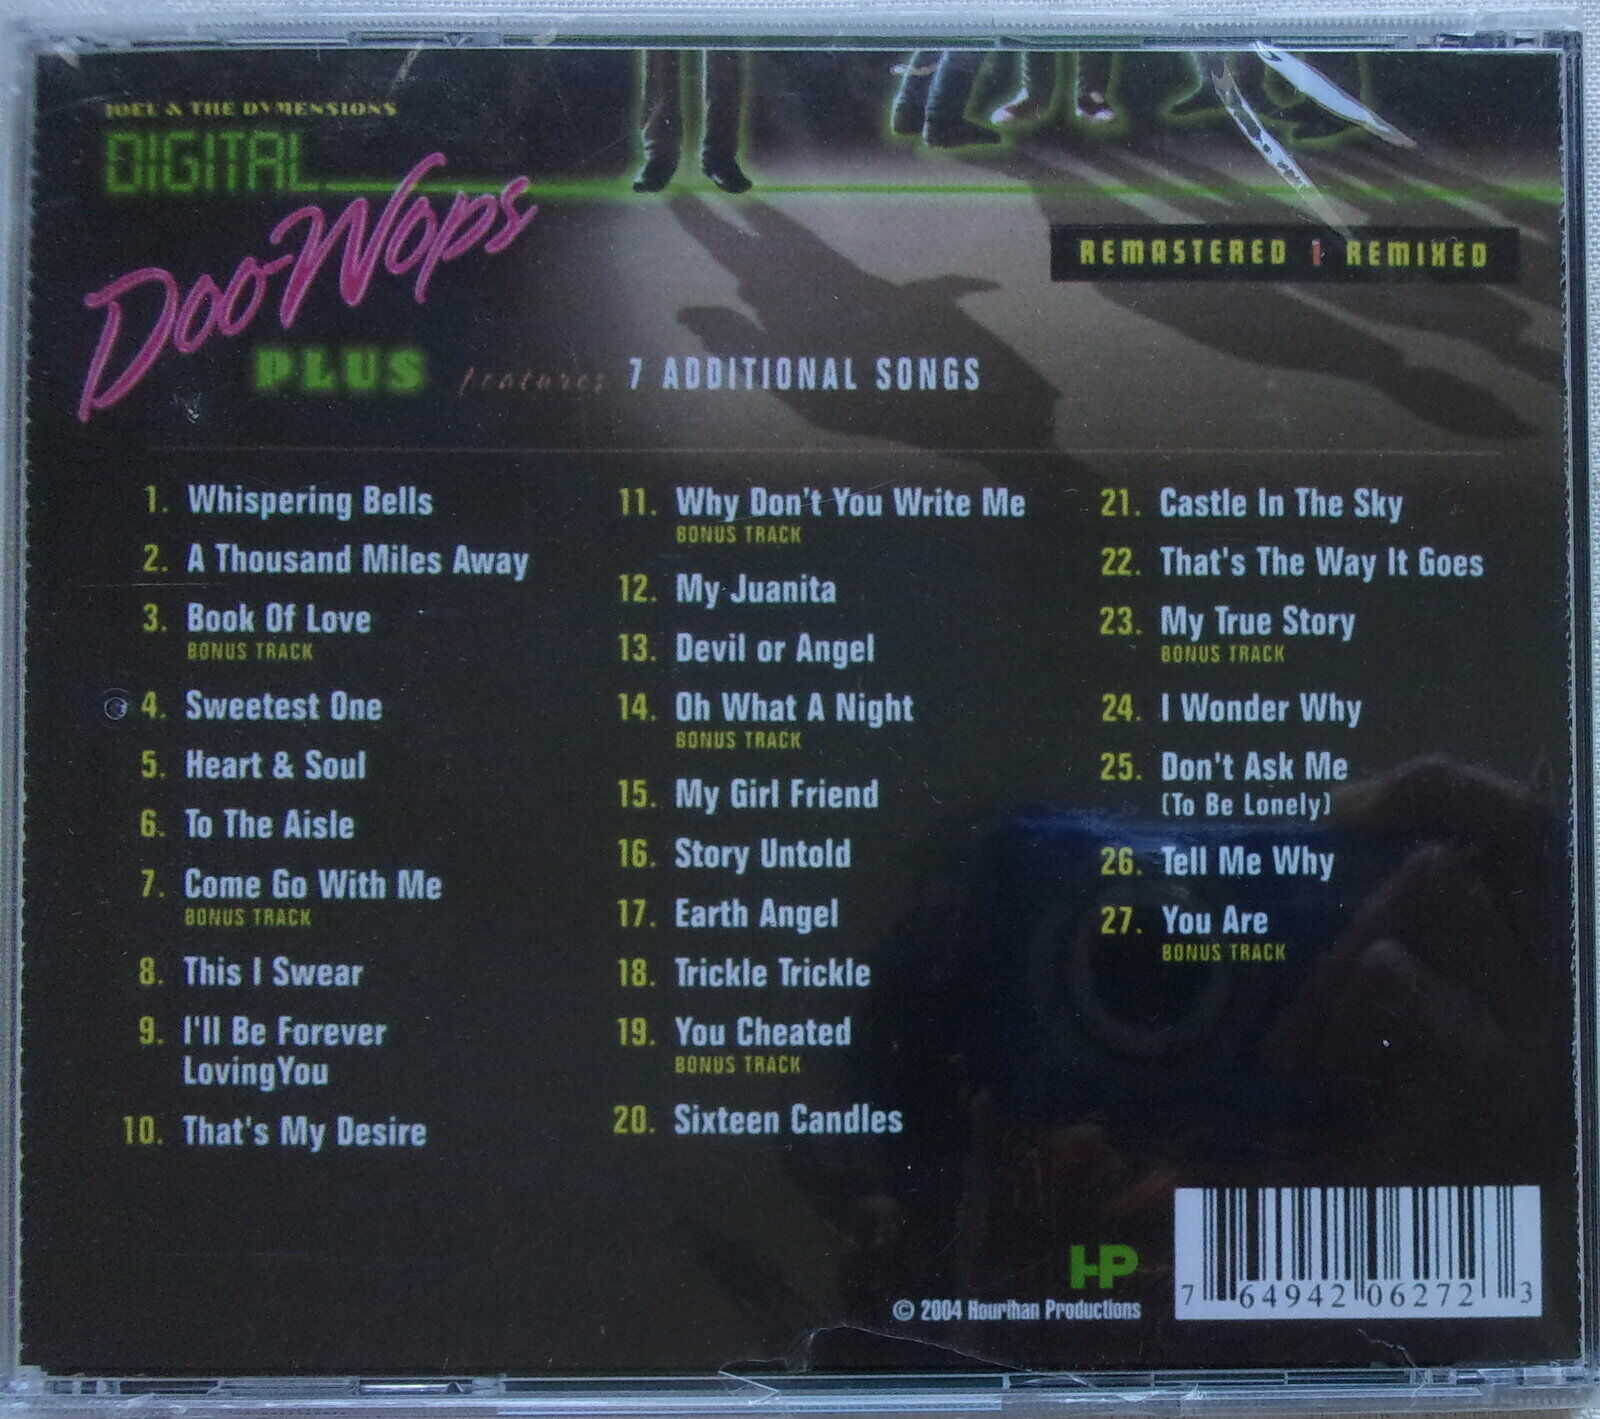 JOEL & THE DYMENSIONS
DIGITAL
Doo-Wops
PLUS features 7 ADDITIONAL SONGS
REMASTERED | REMIXED
1. Whispering Bells
2. A Thousand Miles Away
3. Book Of Love
BONUS TRACK
4. Sweetest One
5. Heart & Soul
6. To The Aisle
7. Come Go With Me
BONUS TRACK
8. This I Swear
9. I'll Be Forever
LovingYou
10. That's My Desire
11. Why Don't You Write Me
BONUS TRACK
12. My Juanita
13. Devil or Angel
14. Oh What A Night
BONUS TRACK
15. My Girl Friend
16. Story Untold
17. Earth Angel
18. Trickle Trickle
19. You Cheated
BONUS TRACK
20. Sixteen Candles
21. Castle In The Sky
22. That's The Way It Goes
23. My True Story
BONUS TRACK
24. I Wonder Why
25. Don't Ask Me
(To Be Lonely)
26. Tell Me Why
27. You Are
BONUS TRACK
HP
© 2004 Hourihan Productions
7 64942 06272 3